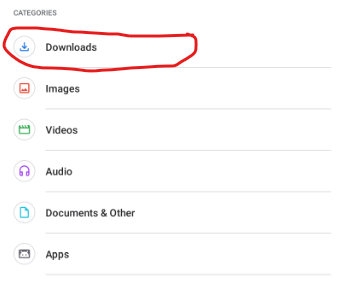 CATEGORIES
Downloads
Images
Videos
Audio
Documents & Other
Apps